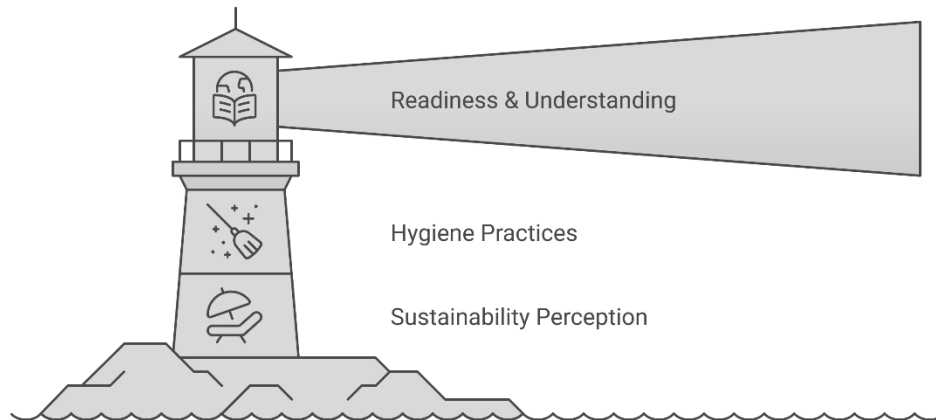 Readiness & Understanding
Hygiene Practices
Sustainability Perception